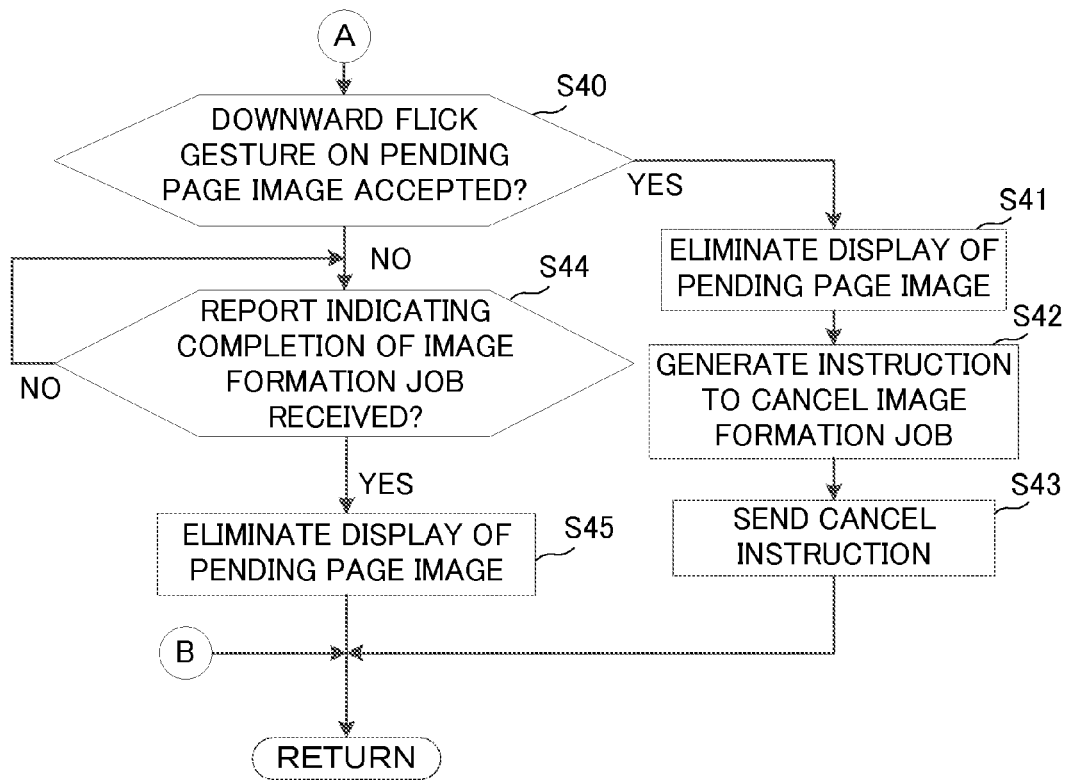 A
S40
DOWNWARD FLICK
GESTURE ON PENDING
PAGE IMAGE ACCEPTED?
YES
S41
ELIMINATE DISPLAY OF
PENDING PAGE IMAGE
NO
S44
REPORT INDICATING
COMPLETION OF IMAGE
FORMATION JOB
RECEIVED?
NO
S42
GENERATE INSTRUCTION
TO CANCEL IMAGE
FORMATION JOB
YES
S43
SEND CANCEL
INSTRUCTION
S45
ELIMINATE DISPLAY OF
PENDING PAGE IMAGE
B
RETURN